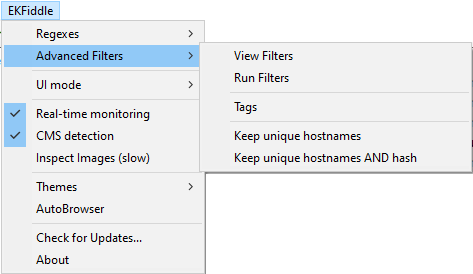 EKFiddle
Regexes
Advanced Filters
UI mode
Real-time monitoring
CMS detection
Inspect Images (slow)
Themes
AutoBrowser
Check for Updates...
About
View Filters
Run Filters
Tags
Keep unique hostnames
Keep unique hostnames AND hash